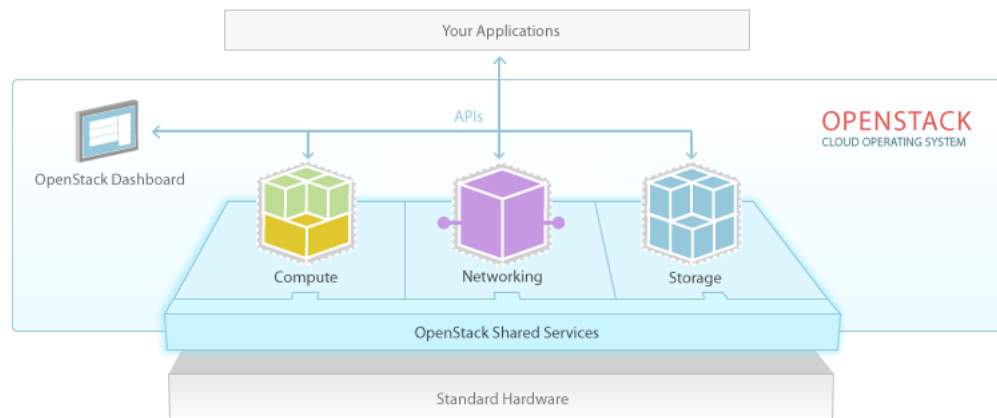 Your Applications
APIs
OPENSTACK
CLOUD OPERATING SYSTEM
OpenStack Dashboard
Compute
Networking
Storage
OpenStack Shared Services
Standard Hardware